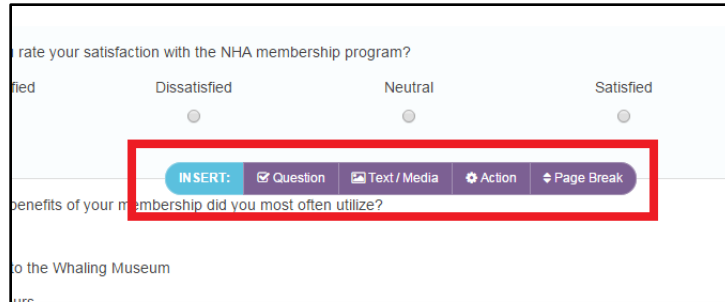 rate your satisfaction with the NHA membership program?
Dissatisfied Neutral Satisfied
INSERT: Question Text / Media Action Page Break
benefits of your membership did you most often utilize?
to the Whaling Museum